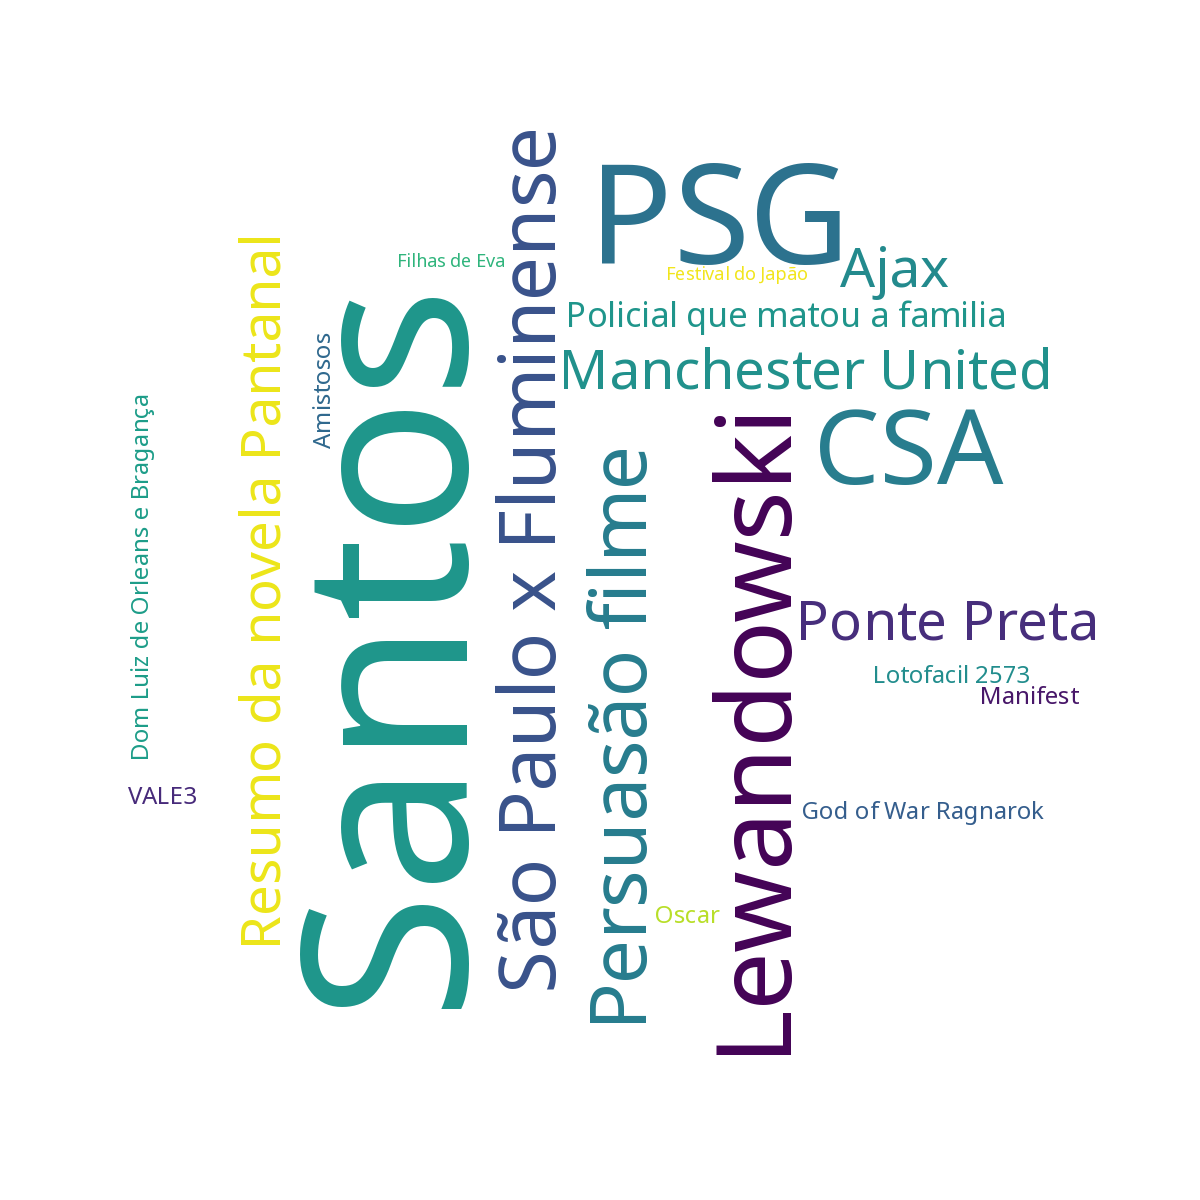 Dom Luiz de Orleans e Bragança
VALE3
Resumo da novela Pantanal
Amistosos
Filhas de Eva
Santos
São Paulo x Fluminense
PSG
Festival do Japão
Ajax
Policial que matou a familia
Manchester United
CSA
Persuasão filme
Lewandowski
Ponte Preta
Lotofacil 2573
Manifest
God of War Ragnarok
Oscar